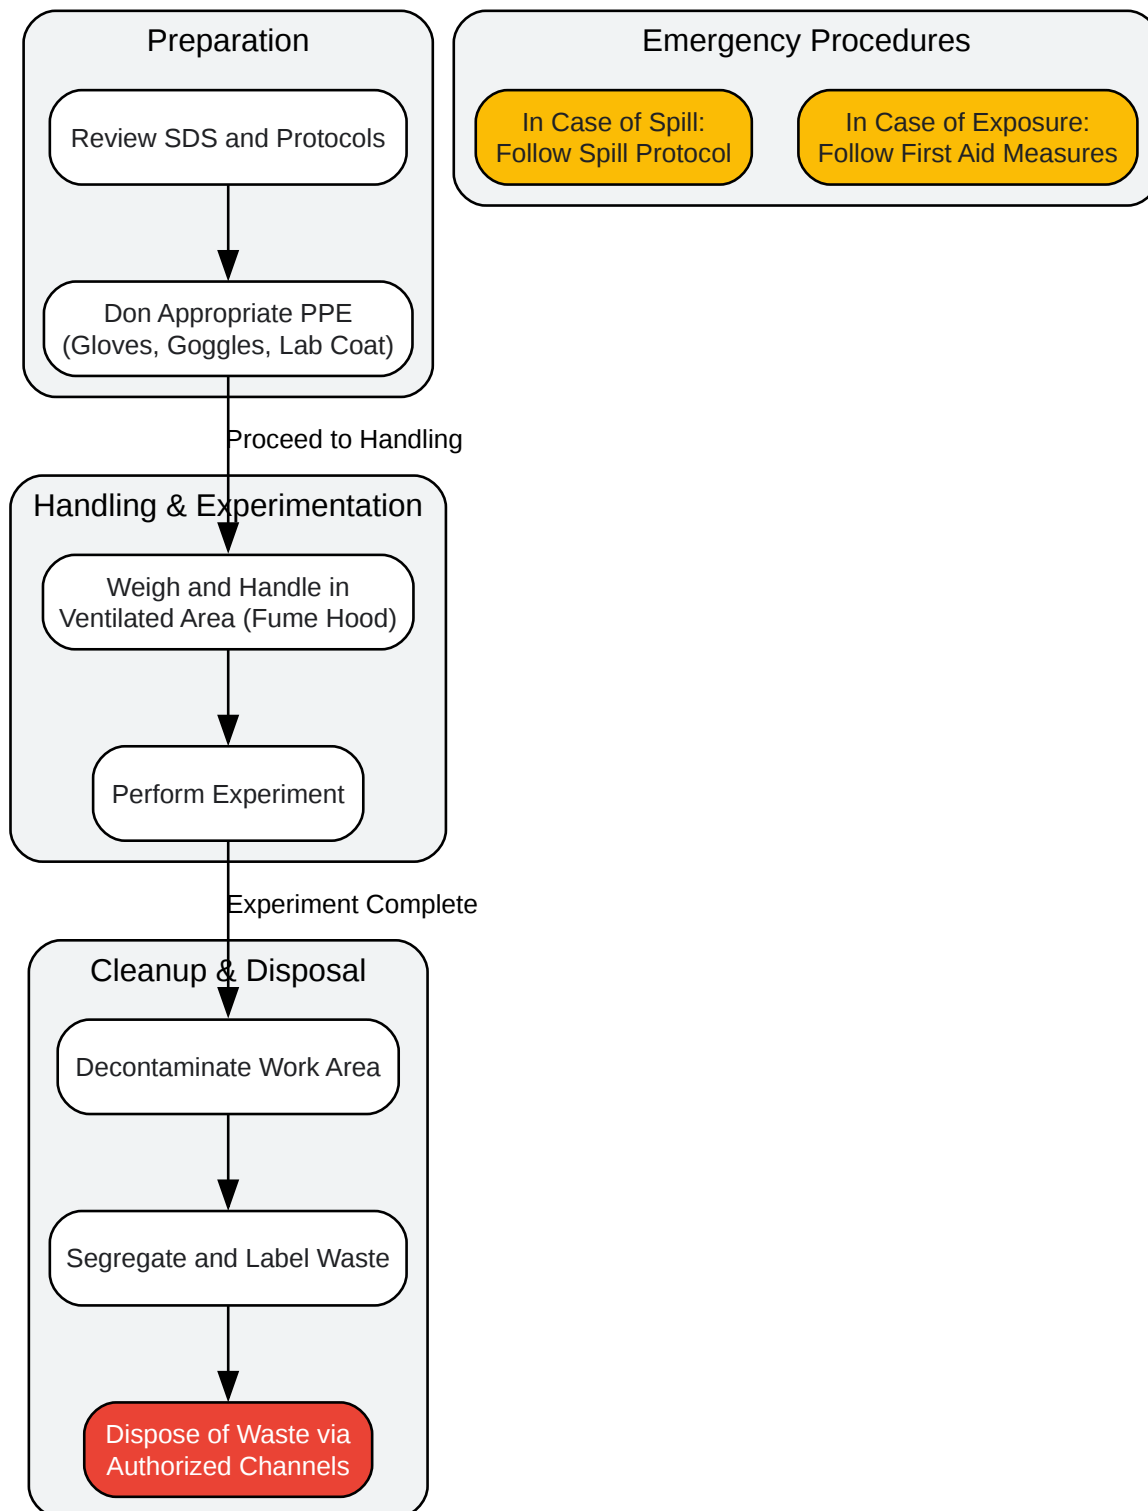 Preparation
Review SDS and Protocols
Don Appropriate PPE
(Gloves, Goggles, Lab Coat)
Proceed to Handling
Handling & Experimentation
Weigh and Handle in
Ventilated Area (Fume Hood)
Perform Experiment
Experiment Complete
Cleanup & Disposal
Decontaminate Work Area
Segregate and Label Waste
Dispose of Waste via
Authorized Channels
Emergency Procedures
In Case of Spill:
Follow Spill Protocol
In Case of Exposure:
Follow First Aid Measures